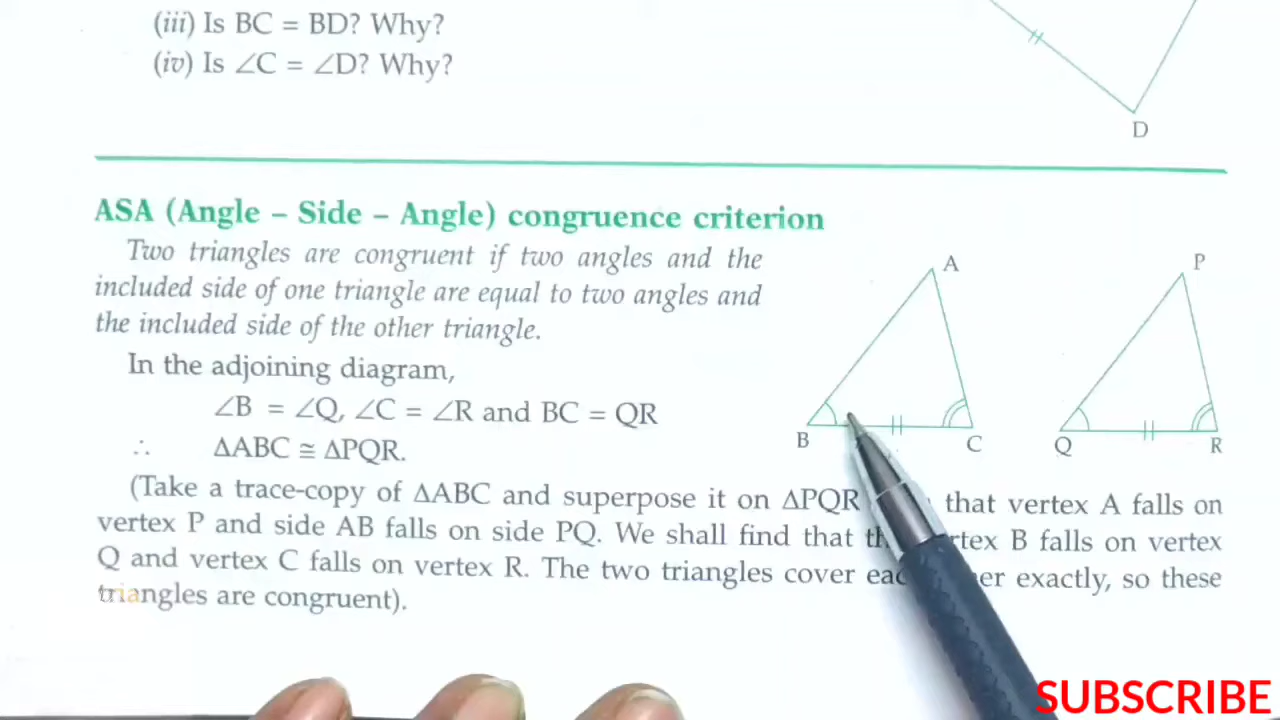 (iii) Is BC = BD? Why?
(iv) Is ∠C = ∠D? Why?
D
ASA (Angle – Side – Angle) congruence criterion
Two triangles are congruent if two angles and the
included side of one triangle are equal to two angles and
the included side of the other triangle.
In the adjoining diagram,
∠B = ∠Q, ∠C = ∠R and BC = QR
∴ ΔABC ≅ ΔPQR.
A
B
C
P
Q
R
(Take a trace-copy of ΔABC and superpose it on ΔPQR that vertex A falls on
vertex P and side AB falls on side PQ. We shall find that B falls on vertex
Q and vertex C falls on vertex R. The two triangles cover exactly, so these
triangles are congruent).
SUBSCRIBE